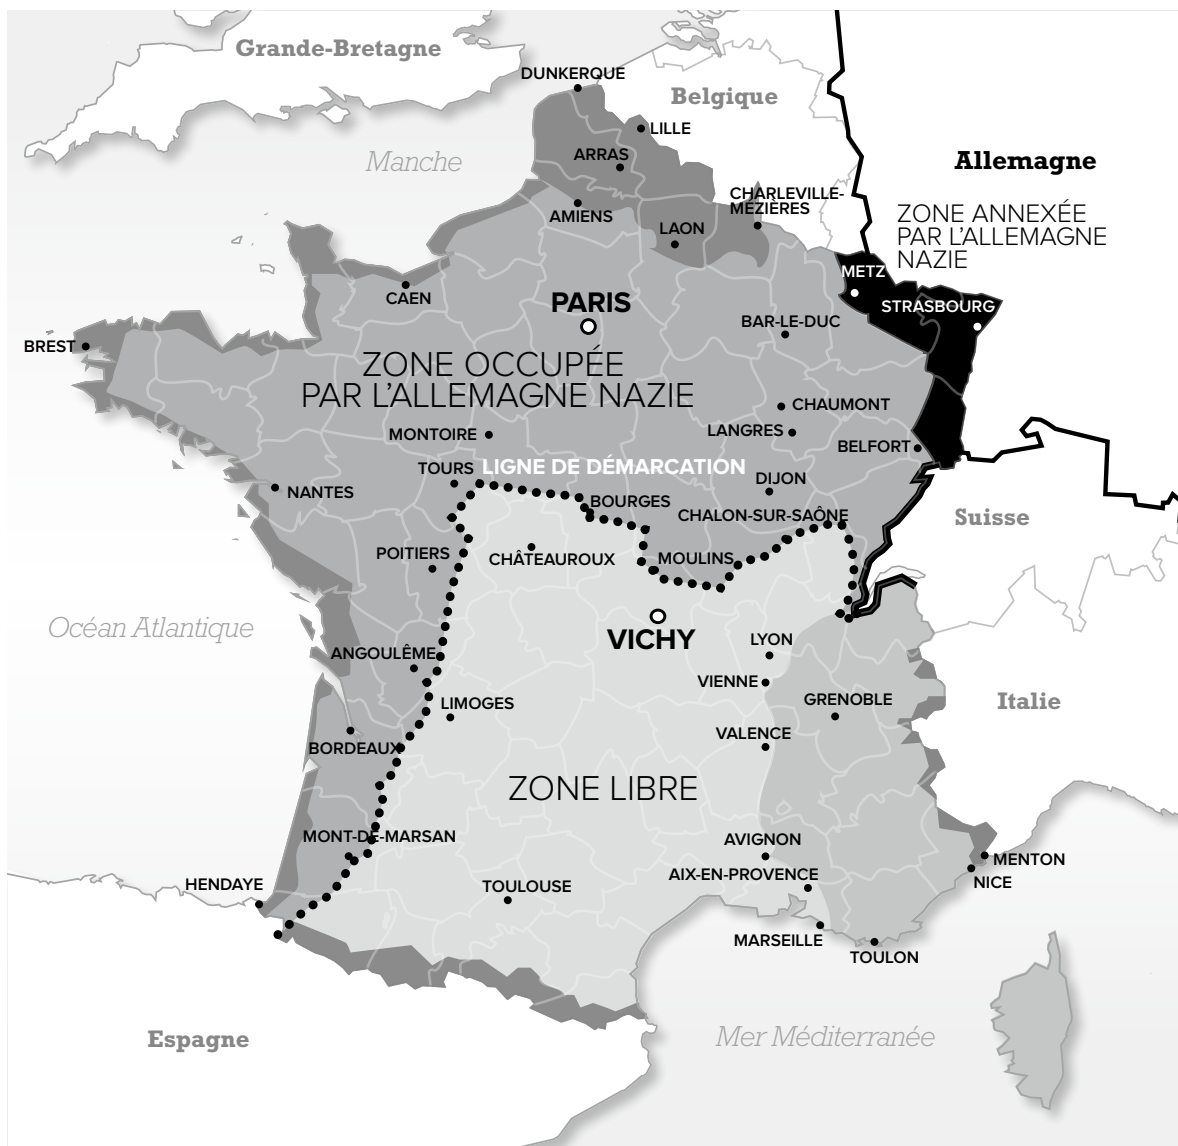 Grande-Bretagne
DUNKERQUE
Belgique
LILLE
Manche
ARRAS
Allemagne
CHARLEVILLE-
MÉZIÈRES
AMIENS
LAON
ZONE ANNEXÉE
PAR L'ALLEMAGNE
NAZIE
METZ
CAEN
PARIS
STRASBOURG
BAR-LE-DUC
BREST
ZONE OCCUPÉE
PAR L'ALLEMAGNE NAZIE
CHAUMONT
MONTOIRE
LANGRES
BELFORT
TOURS
LIGNE DE DÉMARCATION
DIJON
NANTES
BOURGES
CHALON-SUR-SAÔNE
Suisse
POITIERS
CHÂTEAUROUX
MOULINS
Océan Atlantique
VICHY
LYON
ANGOULÊME
VIENNE
LIMOGES
GRENOBLE
Italie
VALENCE
BORDEAUX
ZONE LIBRE
MONT-DE-MARSAN
AVIGNON
MENTON
AIX-EN-PROVENCE
NICE
HENDAYE
TOULOUSE
MARSEILLE
TOULON
Espagne
Mer Méditerranée